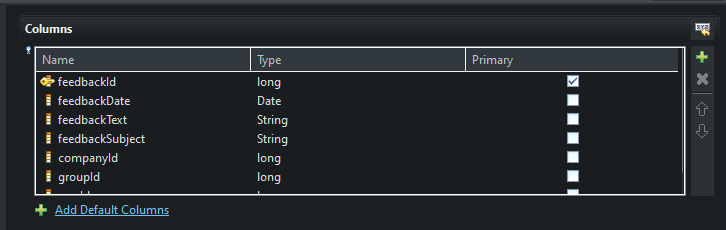 Columns
Name Type Primary
feedbackId long
feedbackDate Date
feedbackText String
feedbackSubject String
companyId long
groupId long
Add Default Columns